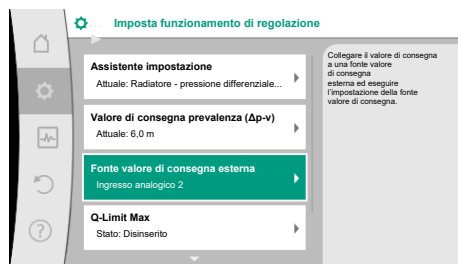 Imposta funzionamento di regolazione
Assistente impostazione
Attuale: Radiatore - pressione differenziale...
Valore di consegna prevalenza (Δp-v)
Attuale: 6,0 m
Fonte valore di consegna esterna
Ingresso analogico 2
Q-Limit Max
Stato: Disinserito
Collegare il valore di consegna
a una fonte valore
di consegna
esterna ed eseguire
l'impostazione della fonte
valore di consegna.